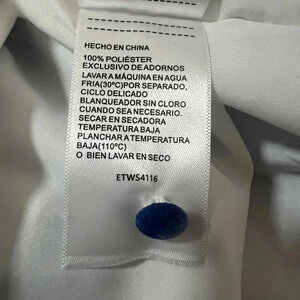 HECHO EN CHINA
100% POLIÉSTER
EXCLUSIVO DE ADORNOS
LAVAR A MÁQUINA EN AGUA
FRIA(30°C)POR SEPARADO,
CICLO DELICADO
BLANQUEADOR SIN CLORO
CUANDO SEA NECESARIO.
SECAR EN SECADORA
TEMPERATURA BAJA
PLANCHAR A TEMPERATURA
BAJA(110°C)
O BIEN LAVAR EN SECO
ETWS4116